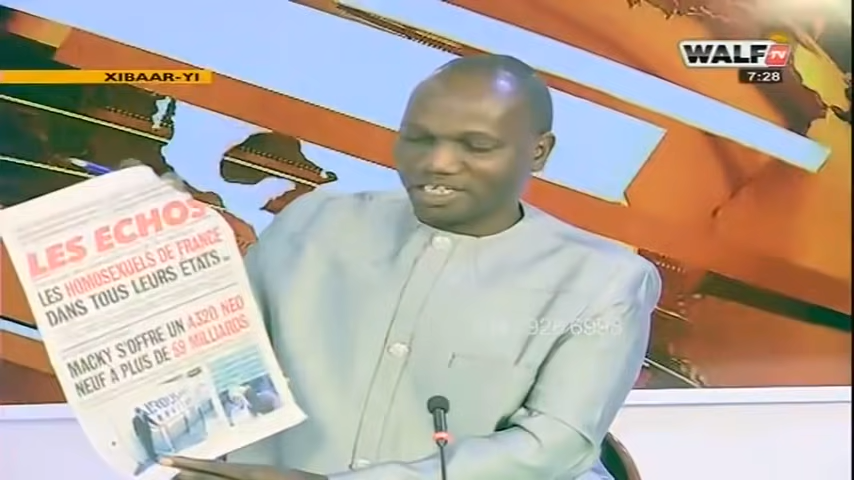 XIBAAR-YI
WALF TV
7:28
LES ECHOS
LES HOMOSEXUELS DE FRANCE
DANS TOUS LEURS ETATS...
MACKY S'OFFRE UN A320 NEO
NEUF À PLUS DE 59 MILLIARDS